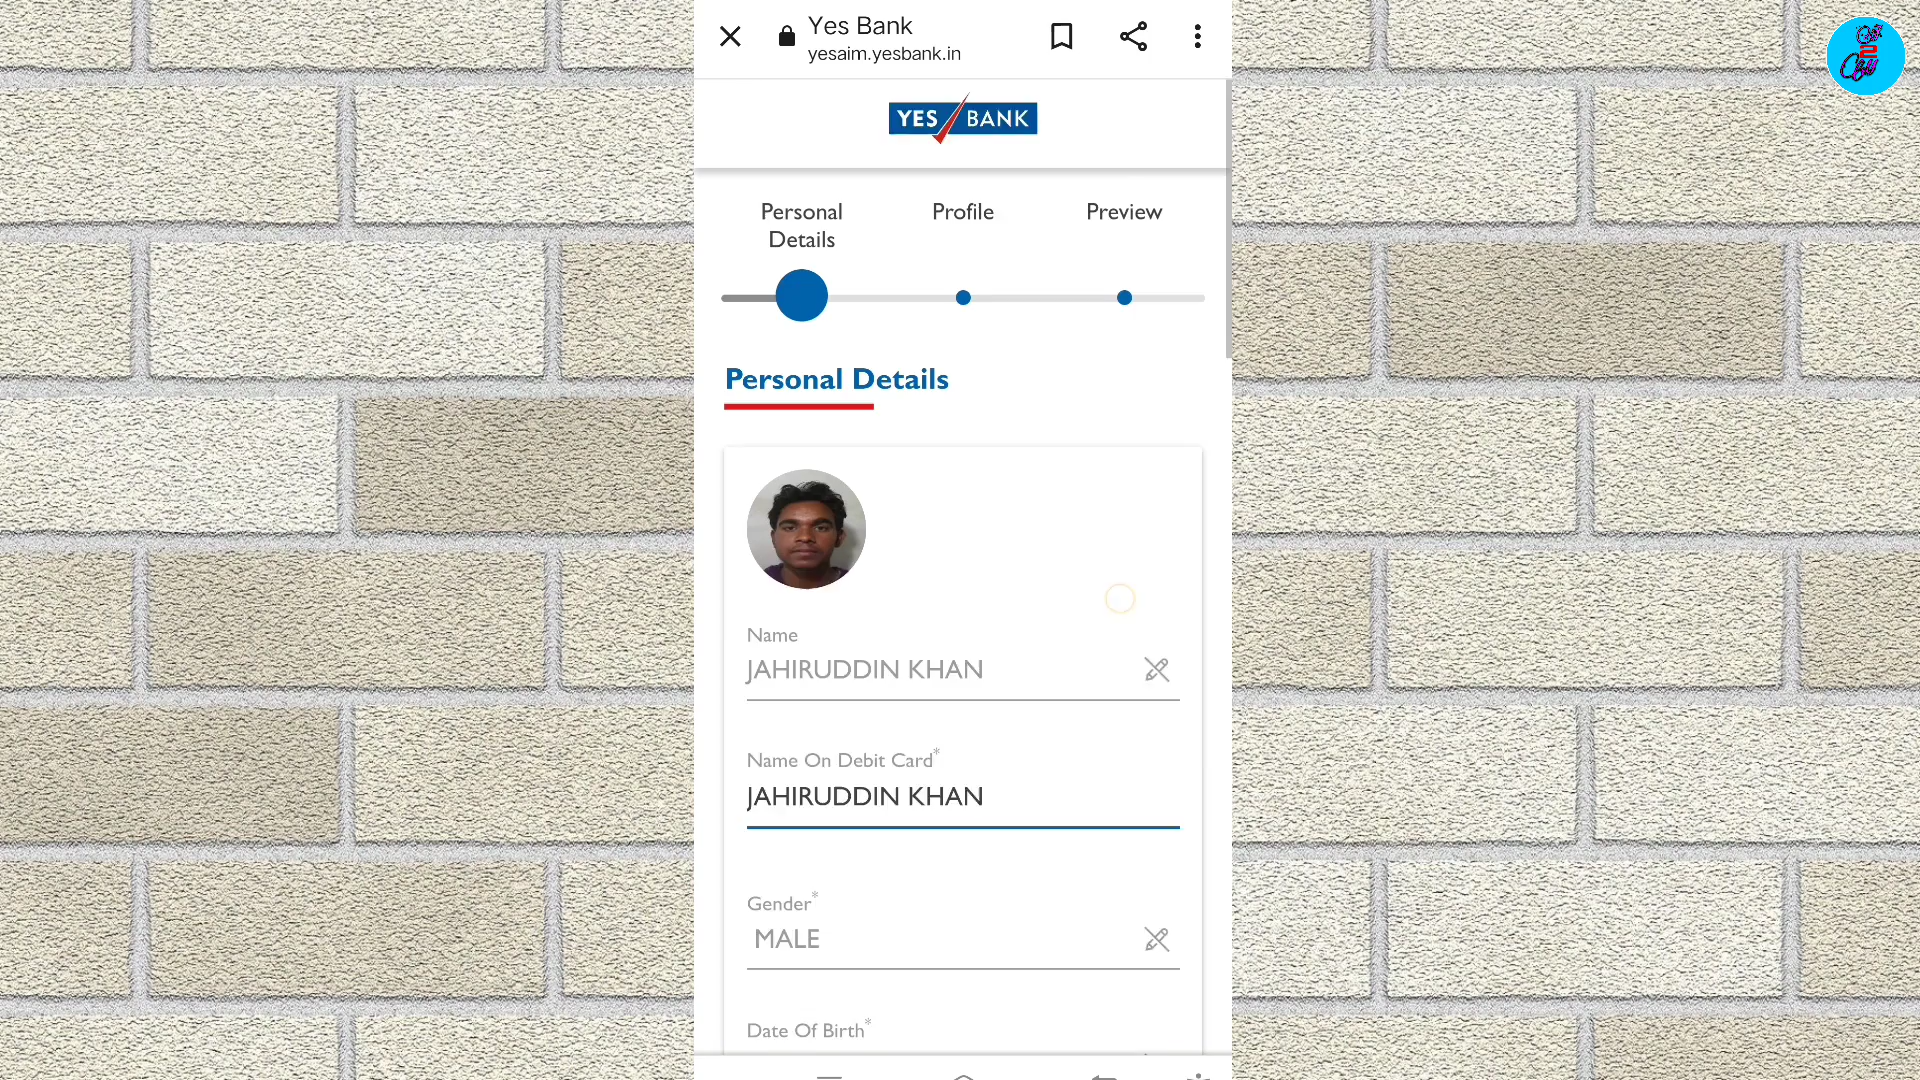 Yes Bank
yesaim.yesbank.in
YES BANK
Personal Details
Profile
Preview
Personal Details
Name
JAHIRUDDIN KHAN
Name On Debit Card*
JAHIRUDDIN KHAN
Gender*
MALE
Date Of Birth*